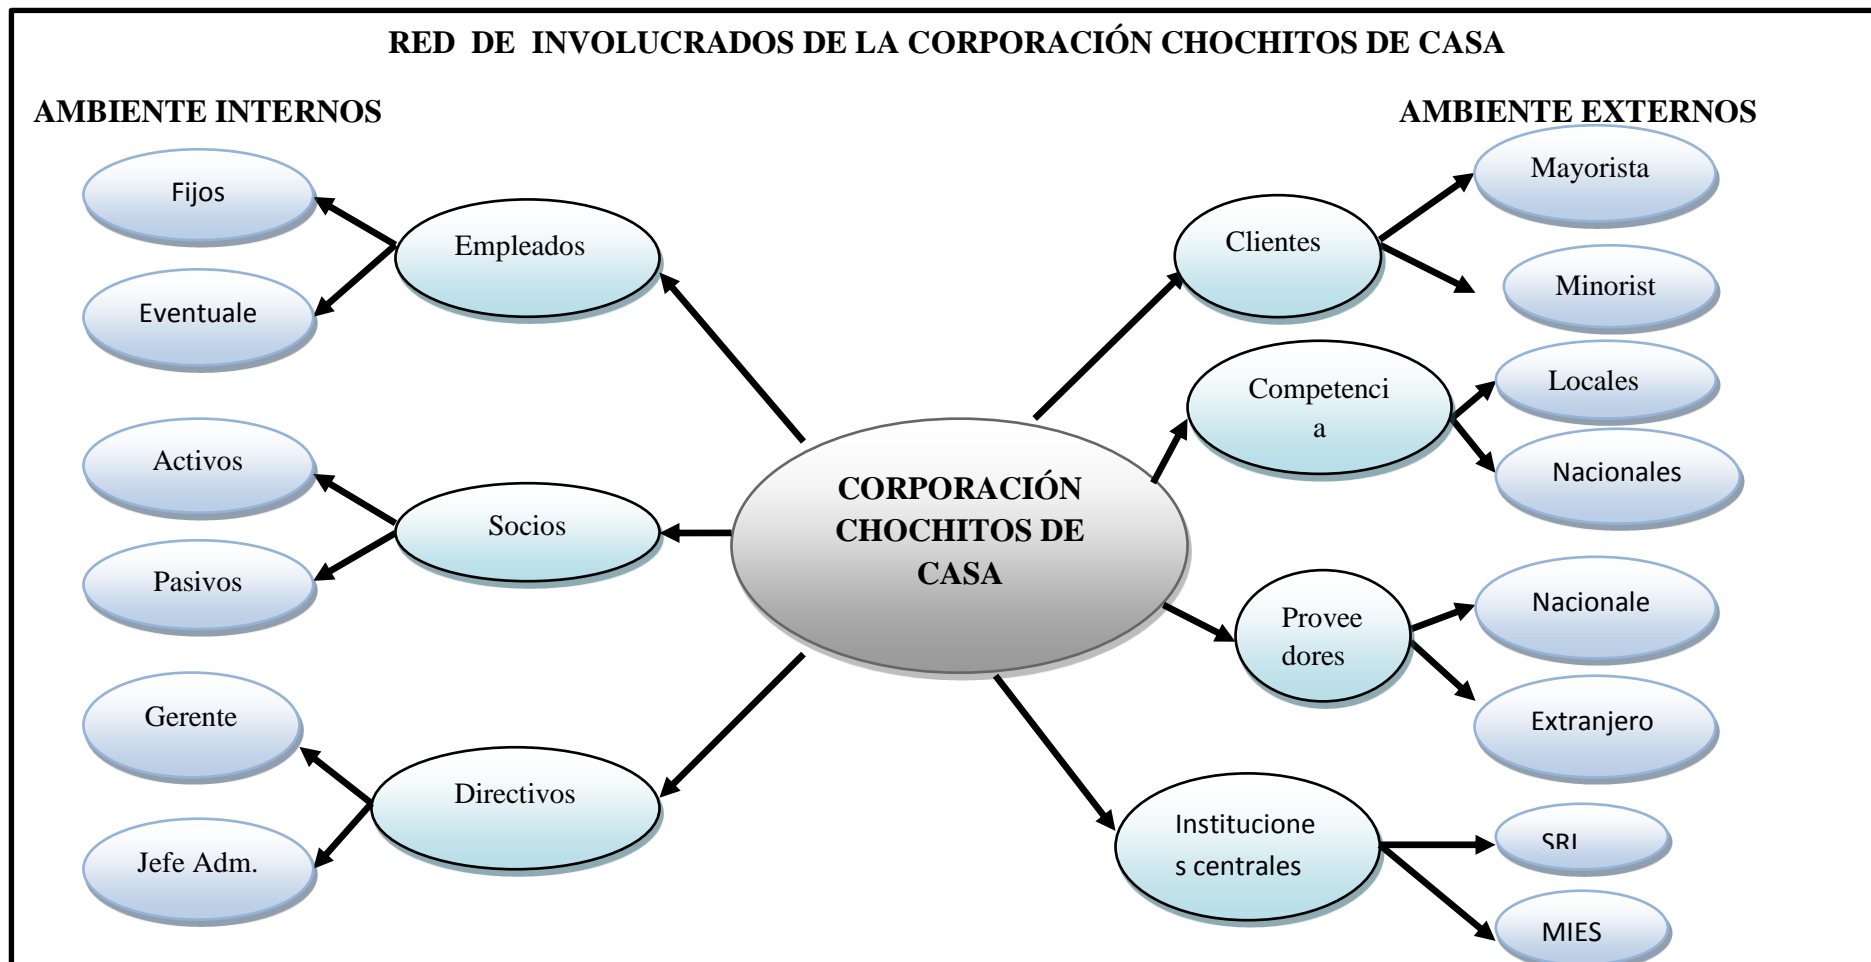 RED DE INVOLUCRADOS DE LA CORPORACIÓN CHOCHITOS DE CASA
AMBIENTE INTERNOS
AMBIENTE EXTERNOS
Fijos
Eventuale
Empleados
Activos
Pasivos
Socios
Gerente
Jefe Adm.
Directivos
CORPORACIÓN
CHOCHITOS DE
CASA
Clientes
Mayorista
Minorist
Competenci
a
Locales
Nacionales
Provee
dores
Nacionale
Extranjero
Institucione
s centrales
SRI
MIES